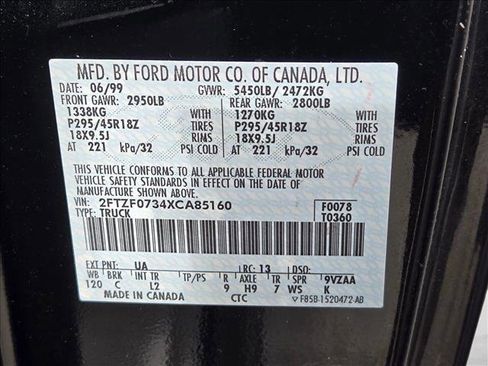 MFD. BY FORD MOTOR CO. OF CANADA, LTD.
DATE: 06/99 GVWR: 5450LB/ 2472KG
FRONT GAWR: 2950LB REAR GAWR: 2800LB
1338KG WITH 1270KG WITH
P295/45R18Z TIRES P295/45R18Z TIRES
18X9.5J RIMS 18X9.5J RIMS
AT 221 kPa/32 PSI COLD AT 221 kPa/32 PSI COLD
THIS VEHICLE CONFORMS TO ALL APPLICABLE FEDERAL MOTOR
VEHICLE SAFETY STANDARDS IN EFFECT ON THE DATE OF
MANUFACTURE SHOWN ABOVE.
VIN: 2FTZF0734XCA85160 F0078
TYPE: TRUCK T0360
EXT PNT: UA RC: 13 DSO:
WB BRK INT TR TP/PS R AXLE TR SPR 9VZAA
120 C L2 9 H9 7 WS K
MADE IN CANADA CTC F85B-1520472-AB